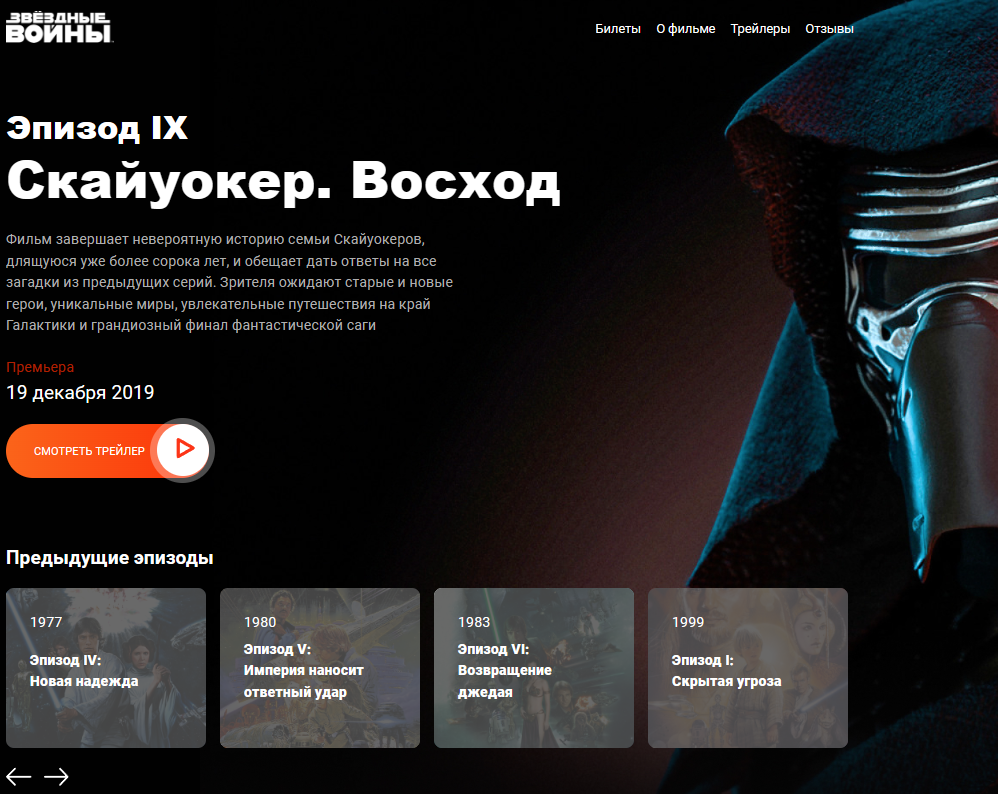 ЗВЁЗДНЫЕ
ВОЙНЫ
Билеты О фильме Трейлеры Отзывы
Эпизод IX
Скайуокер. Восход
Фильм завершает невероятную историю семьи Скайуокеров,
длящуюся уже более сорока лет, и обещает дать ответы на все
загадки из предыдущих серий. Зрителя ожидают старые и новые
герои, уникальные миры, увлекательные путешествия на край
Галактики и грандиозный финал фантастической саги
Премьера
19 декабря 2019
СМОТРЕТЬ ТРЕЙЛЕР
Предыдущие эпизоды
1977
Эпизод IV:
Новая надежда
1980
Эпизод V:
Империя наносит
ответный удар
1983
Эпизод VI:
Возвращение
джедая
1999
Эпизод I:
Скрытая угроза